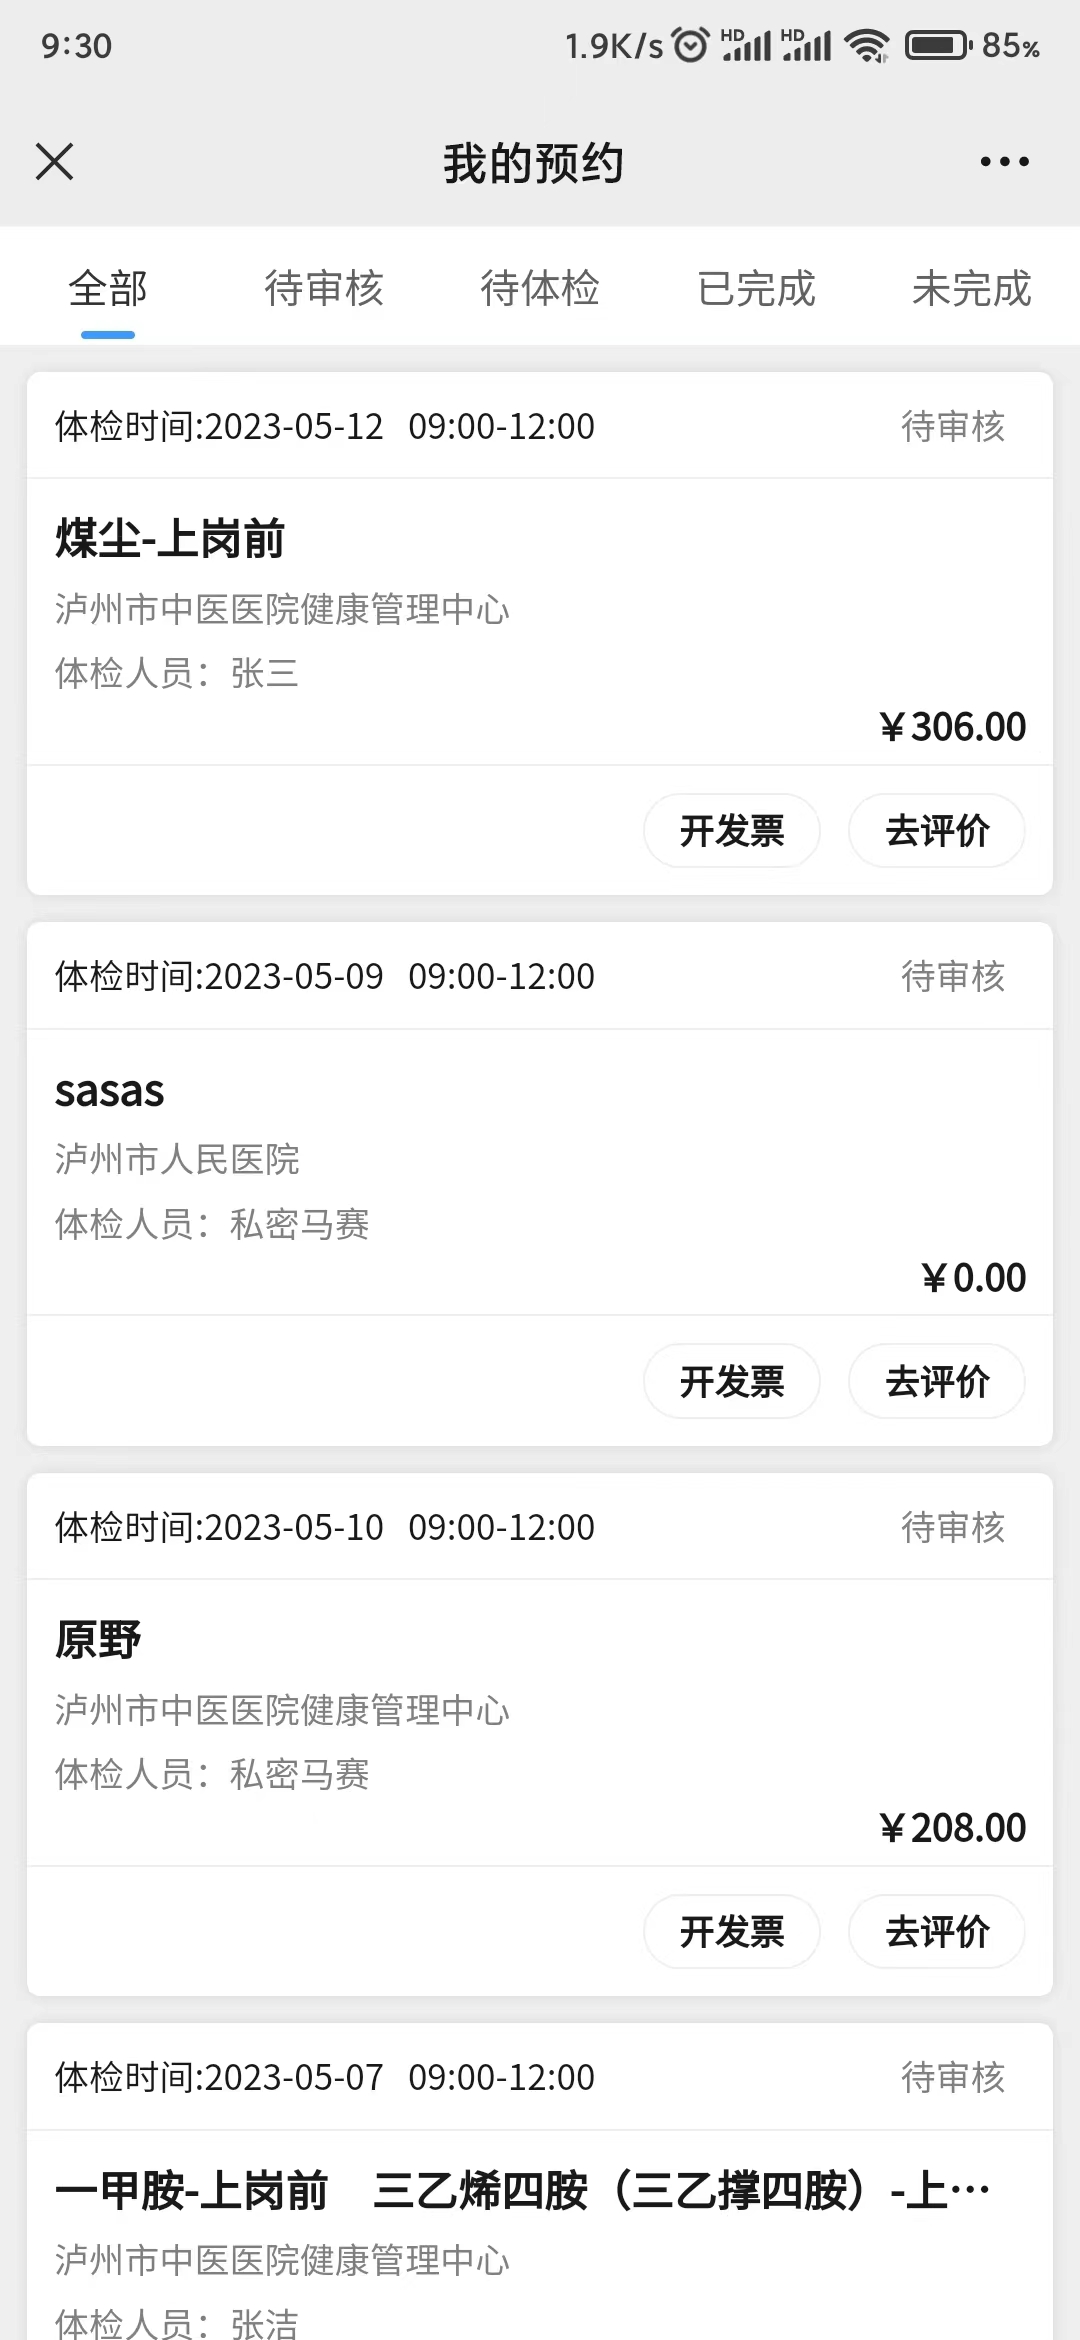 9:30 1.9K/s HD HD 85%
我的预约
全部 待审核 待体检 已完成 未完成
体检时间:2023-05-12 09:00-12:00 待审核
煤尘-上岗前
泸州市中医医院健康管理中心
体检人员：张三
￥306.00
开发票 去评价
体检时间:2023-05-09 09:00-12:00 待审核
sasas
泸州市人民医院
体检人员：私密马赛
￥0.00
开发票 去评价
体检时间:2023-05-10 09:00-12:00 待审核
原野
泸州市中医医院健康管理中心
体检人员：私密马赛
￥208.00
开发票 去评价
体检时间:2023-05-07 09:00-12:00 待审核
一甲胺-上岗前 三乙烯四胺（三乙撑四胺）-上…
泸州市中医医院健康管理中心
体检人员：张洁